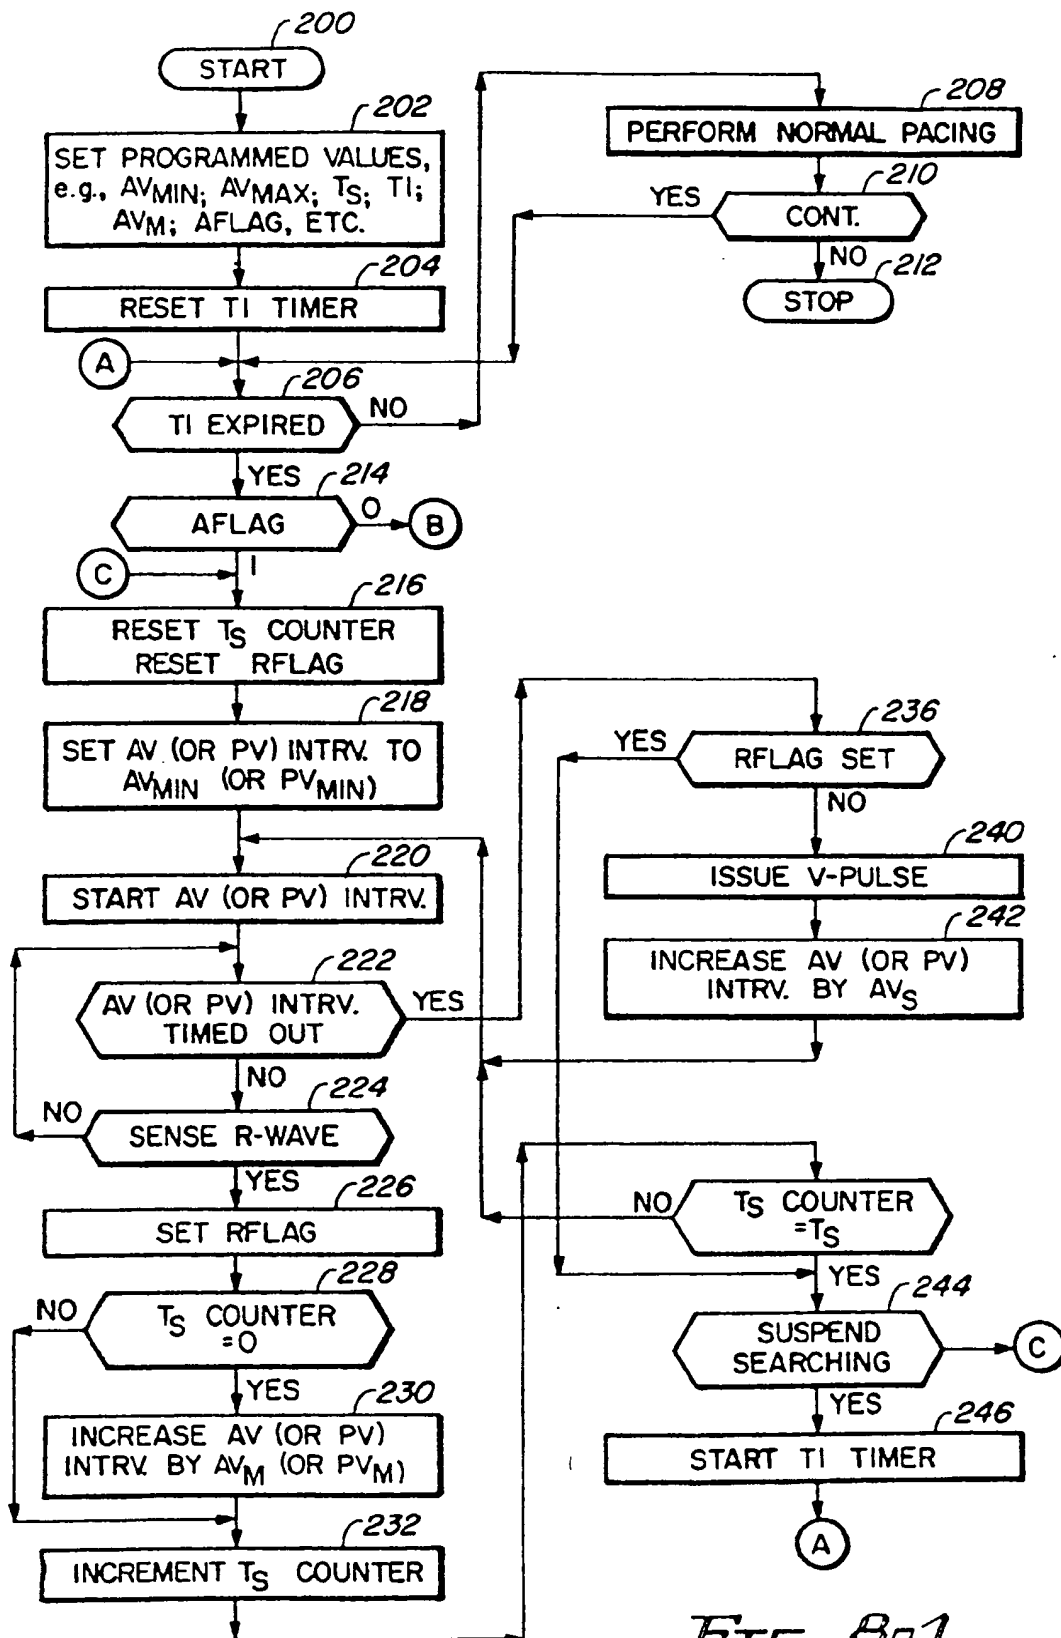 200
START
202
SET PROGRAMMED VALUES,
e.g., AVMIN; AVMAX; TS; TI;
AVM; AFLAG, ETC.
204
RESET TI TIMER
A
206
TI EXPIRED
NO
YES
208
PERFORM NORMAL PACING
210
YES
CONT.
NO
212
STOP
214
AFLAG
0
B
C
1
216
RESET TS COUNTER
RESET RFLAG
218
SET AV (OR PV) INTRV. TO
AVMIN (OR PVMIN)
220
START AV (OR PV) INTRV.
222
AV (OR PV) INTRV.
TIMED OUT
YES
NO
224
NO
SENSE R-WAVE
YES
226
SET RFLAG
228
NO
TS COUNTER
=0
YES
230
INCREASE AV (OR PV)
INTRV. BY AVM (OR PVM)
232
INCREMENT TS COUNTER
236
YES
RFLAG SET
NO
240
ISSUE V-PULSE
242
INCREASE AV (OR PV)
INTRV. BY AVS
NO
TS COUNTER
=TS
YES
244
SUSPEND
SEARCHING
C
YES
246
START TI TIMER
A